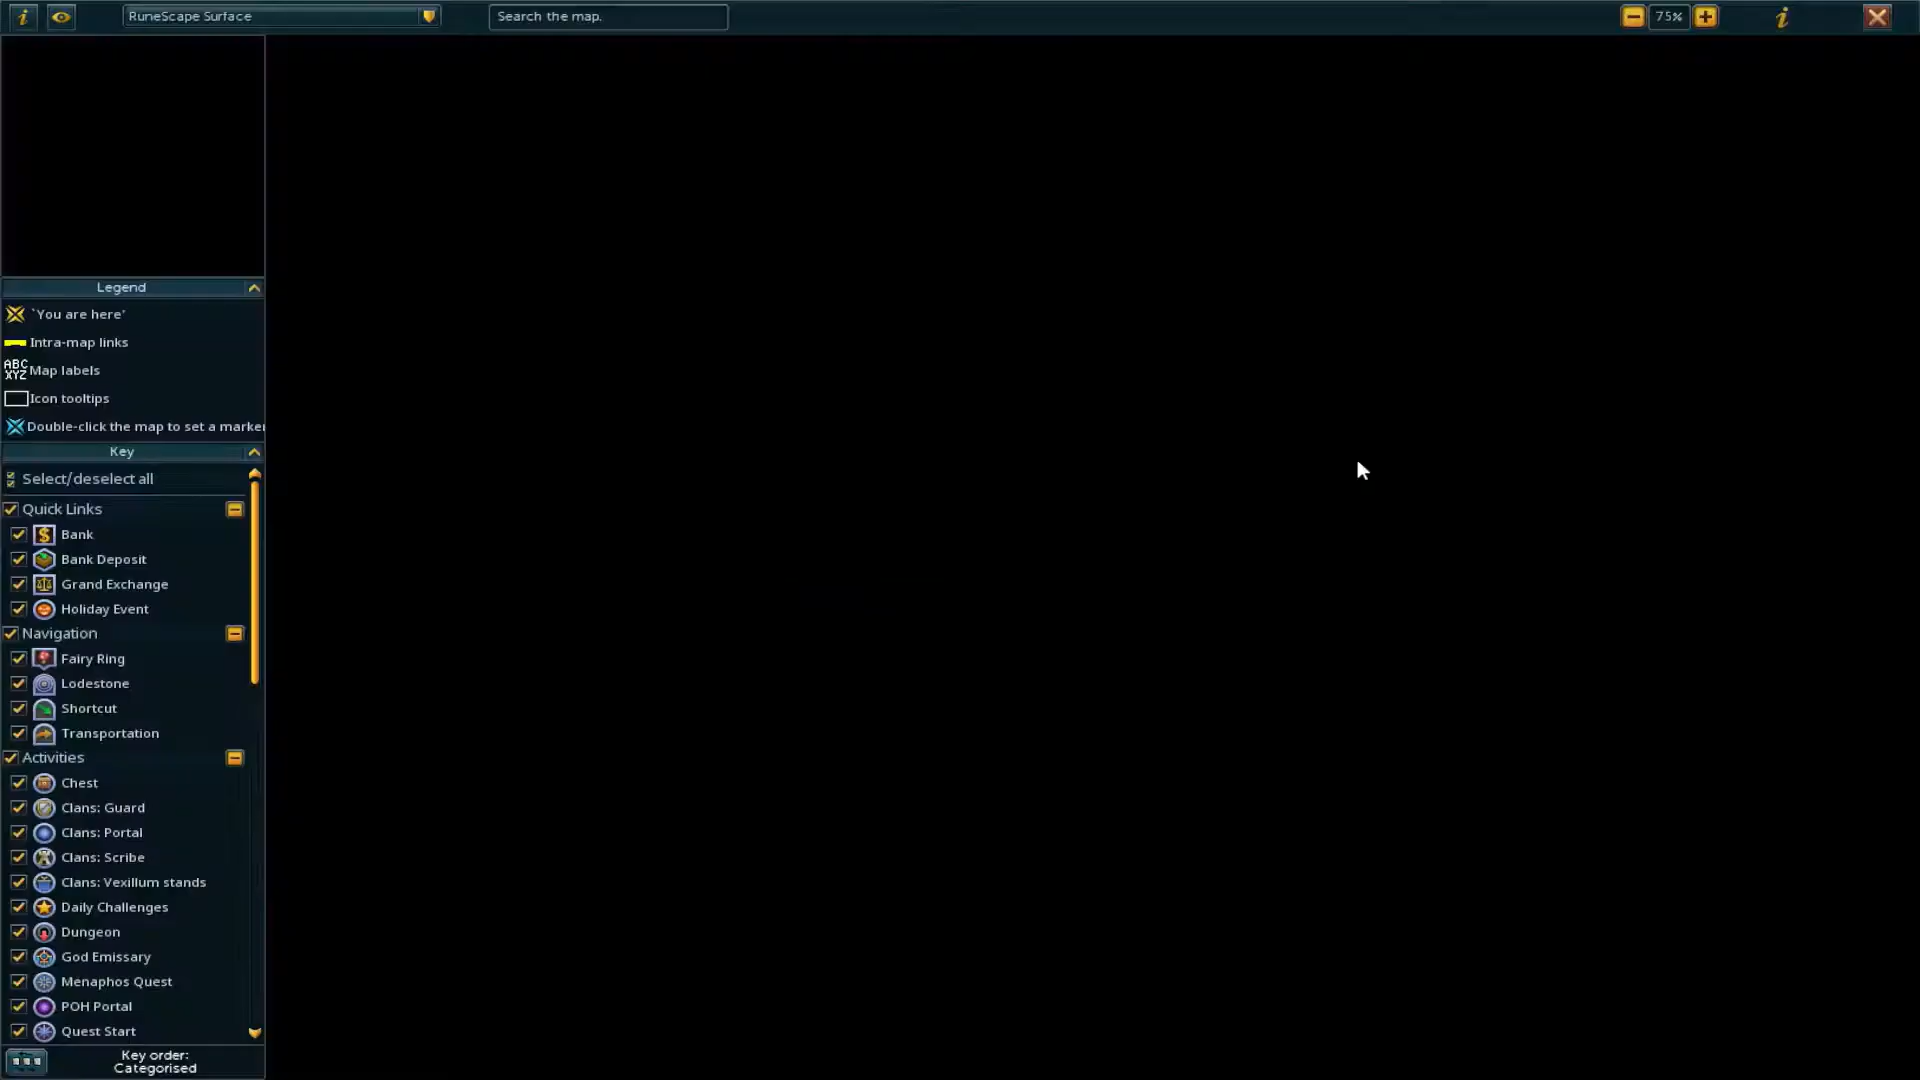 RuneScape Surface
Search the map.
75%
Legend
`You are here'
Intra-map links
ABC
XYZ
Map labels
Icon tooltips
Double-click the map to set a marker
Key
Select/deselect all
Quick Links
Bank
Bank Deposit
Grand Exchange
Holiday Event
Navigation
Fairy Ring
Lodestone
Shortcut
Transportation
Activities
Chest
Clans: Guard
Clans: Portal
Clans: Scribe
Clans: Vexillum stands
Daily Challenges
Dungeon
God Emissary
Menaphos Quest
POH Portal
Quest Start
Key order:
Categorised